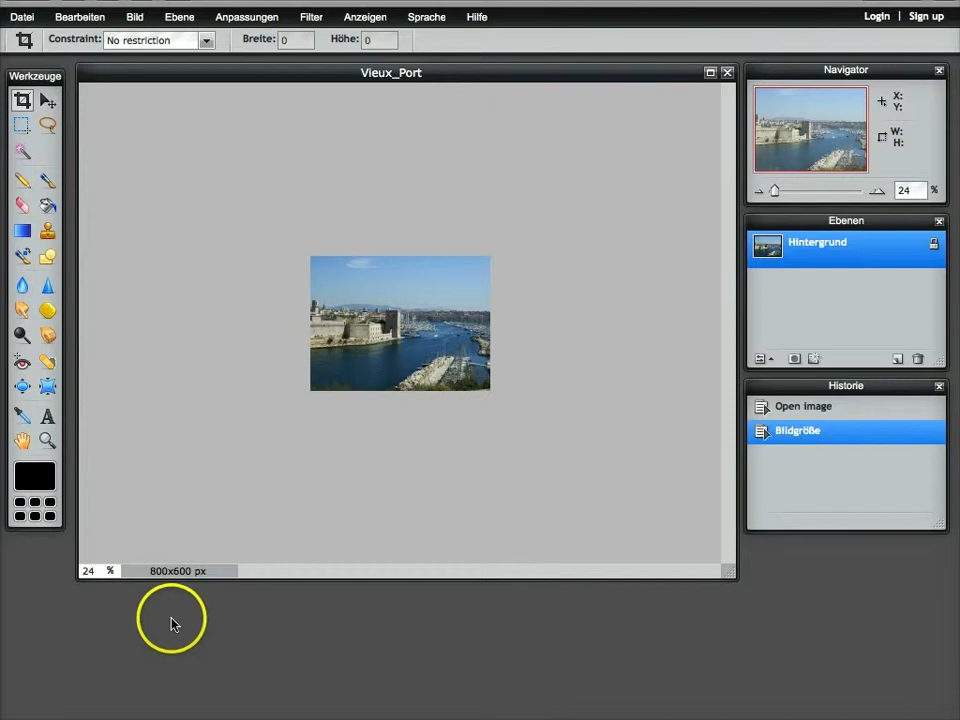 Datei Bearbeiten Bild Ebene Anpassungen Filter Anzeigen Sprache Hilfe Login | Sign up
Constraint: No restriction Breite: 0 Höhe: 0
Werkzeuge
Vieux_Port
Navigator
X:
Y:
W:
H:
24 %
Ebenen
Hintergrund
Historie
Open image
Bildgröße
A
24 % 800x600 px